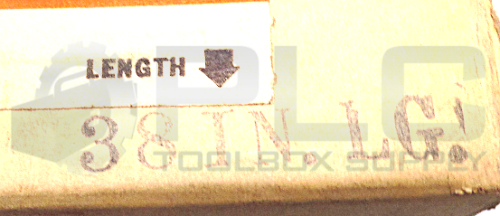 LENGTH
38 IN. LG.
PLC
TOOLBOX SUPPLY